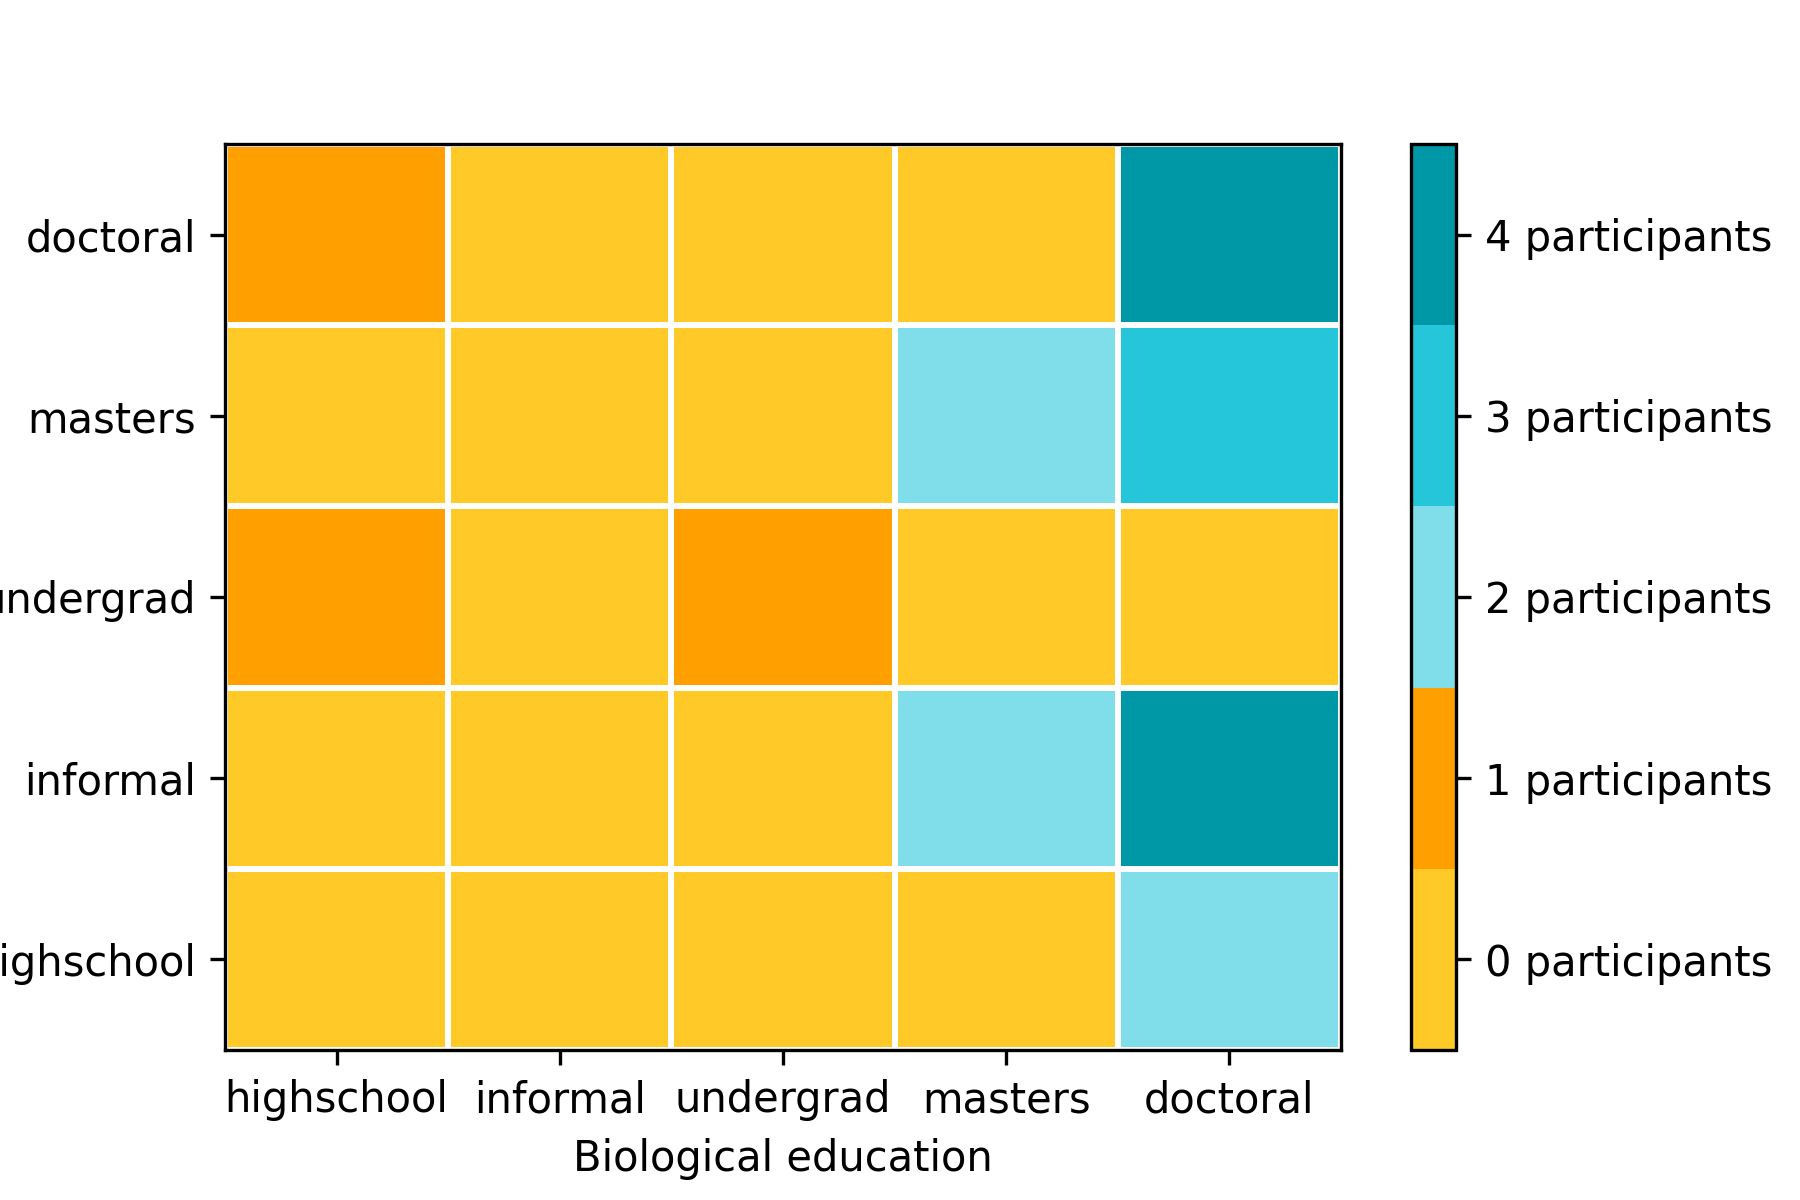 doctoral
masters
ndergrad
informal
ighschool
highschool informal undergrad masters doctoral
Biological education
4 participants
3 participants
2 participants
1 participants
0 participants